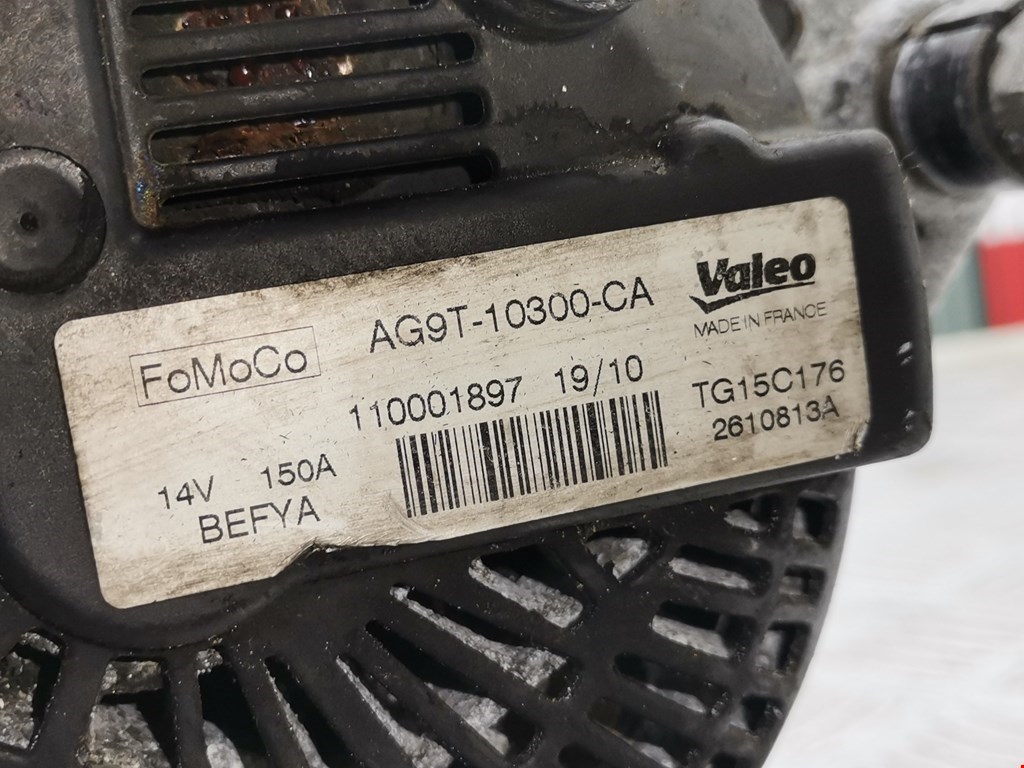 FoMoCo
AG9T-10300-CA
Valeo
MADE IN FRANCE
110001897 19/10
TG15C176
2610813A
14V 150A
BEFYA